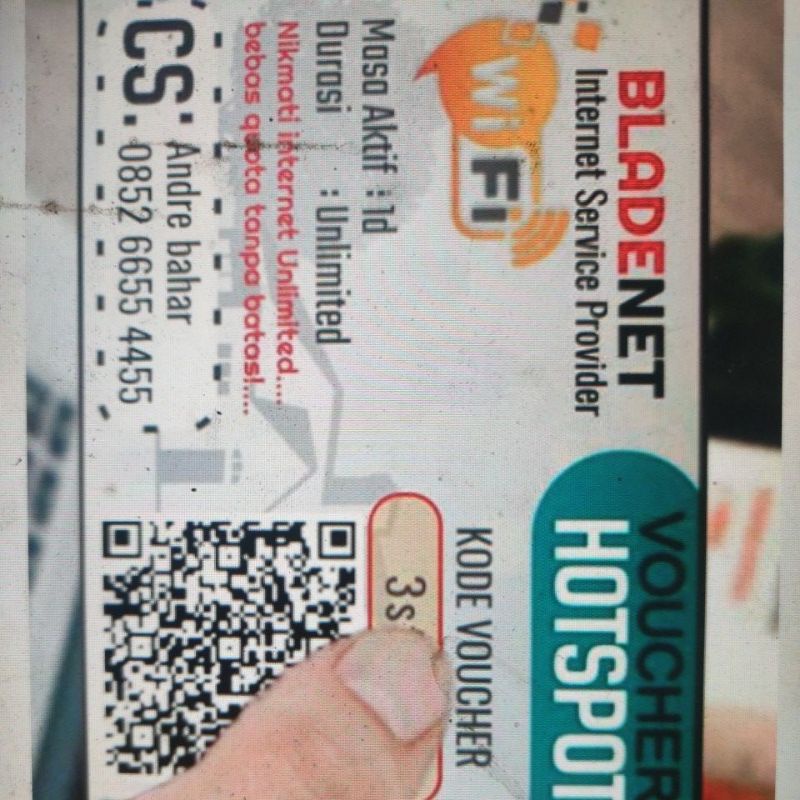 BLADENET
Internet Service Provider
WiFi
VOUCHER
HOTSPOT
Masa Aktif : 1d
Durasi : Unlimited
Nikmati internet Unlimited....
bebas quota tanpa batas!....
CS:
Andre bahar
0852 6655 4455
KODE VOUCHER
3s